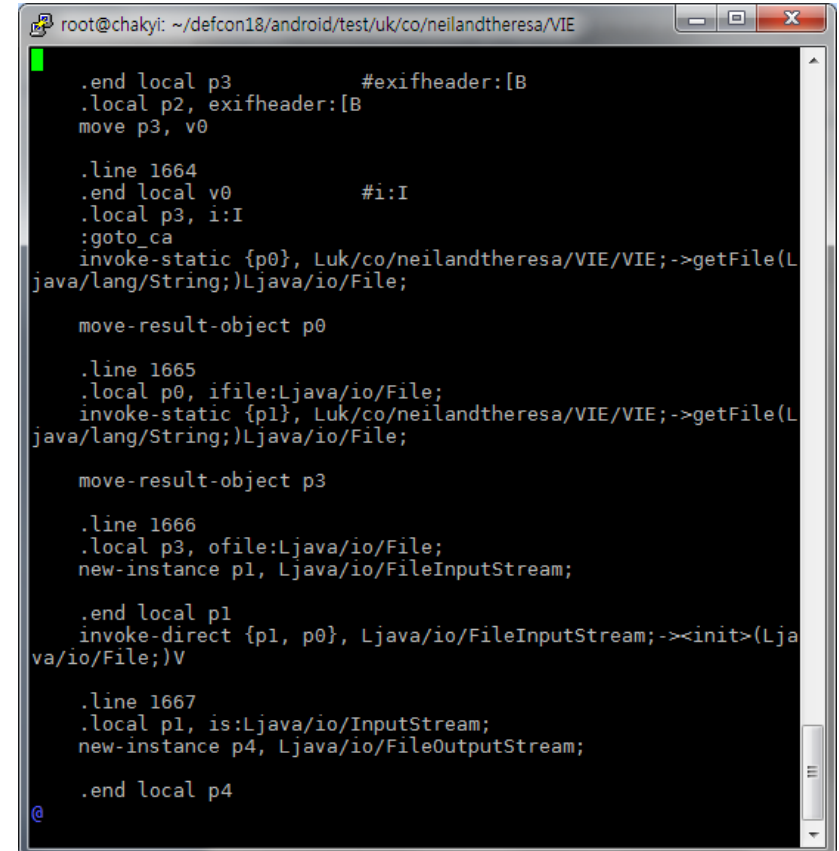 root@chakyi: ~/defcon18/android/test/uk/co/neilandtheresa/VIE
.end local p3 #exifheader:[B
.local p2, exifheader:[B
move p3, v0
.line 1664
.end local v0 #i:I
.local p3, i:I
:goto_ca
invoke-static {p0}, Luk/co/neilandtheresa/VIE/VIE;->getFile(L
java/lang/String;)Ljava/io/File;
move-result-object p0
.line 1665
.local p0, ifile:Ljava/io/File;
invoke-static {p1}, Luk/co/neilandtheresa/VIE/VIE;->getFile(L
java/lang/String;)Ljava/io/File;
move-result-object p3
.line 1666
.local p3, ofile:Ljava/io/File;
new-instance p1, Ljava/io/FileInputStream;
.end local p1
invoke-direct {p1, p0}, Ljava/io/FileInputStream;-><init>(Lja
va/io/File;)V
.line 1667
.local p1, is:Ljava/io/InputStream;
new-instance p4, Ljava/io/FileOutputStream;
.end local p4
@